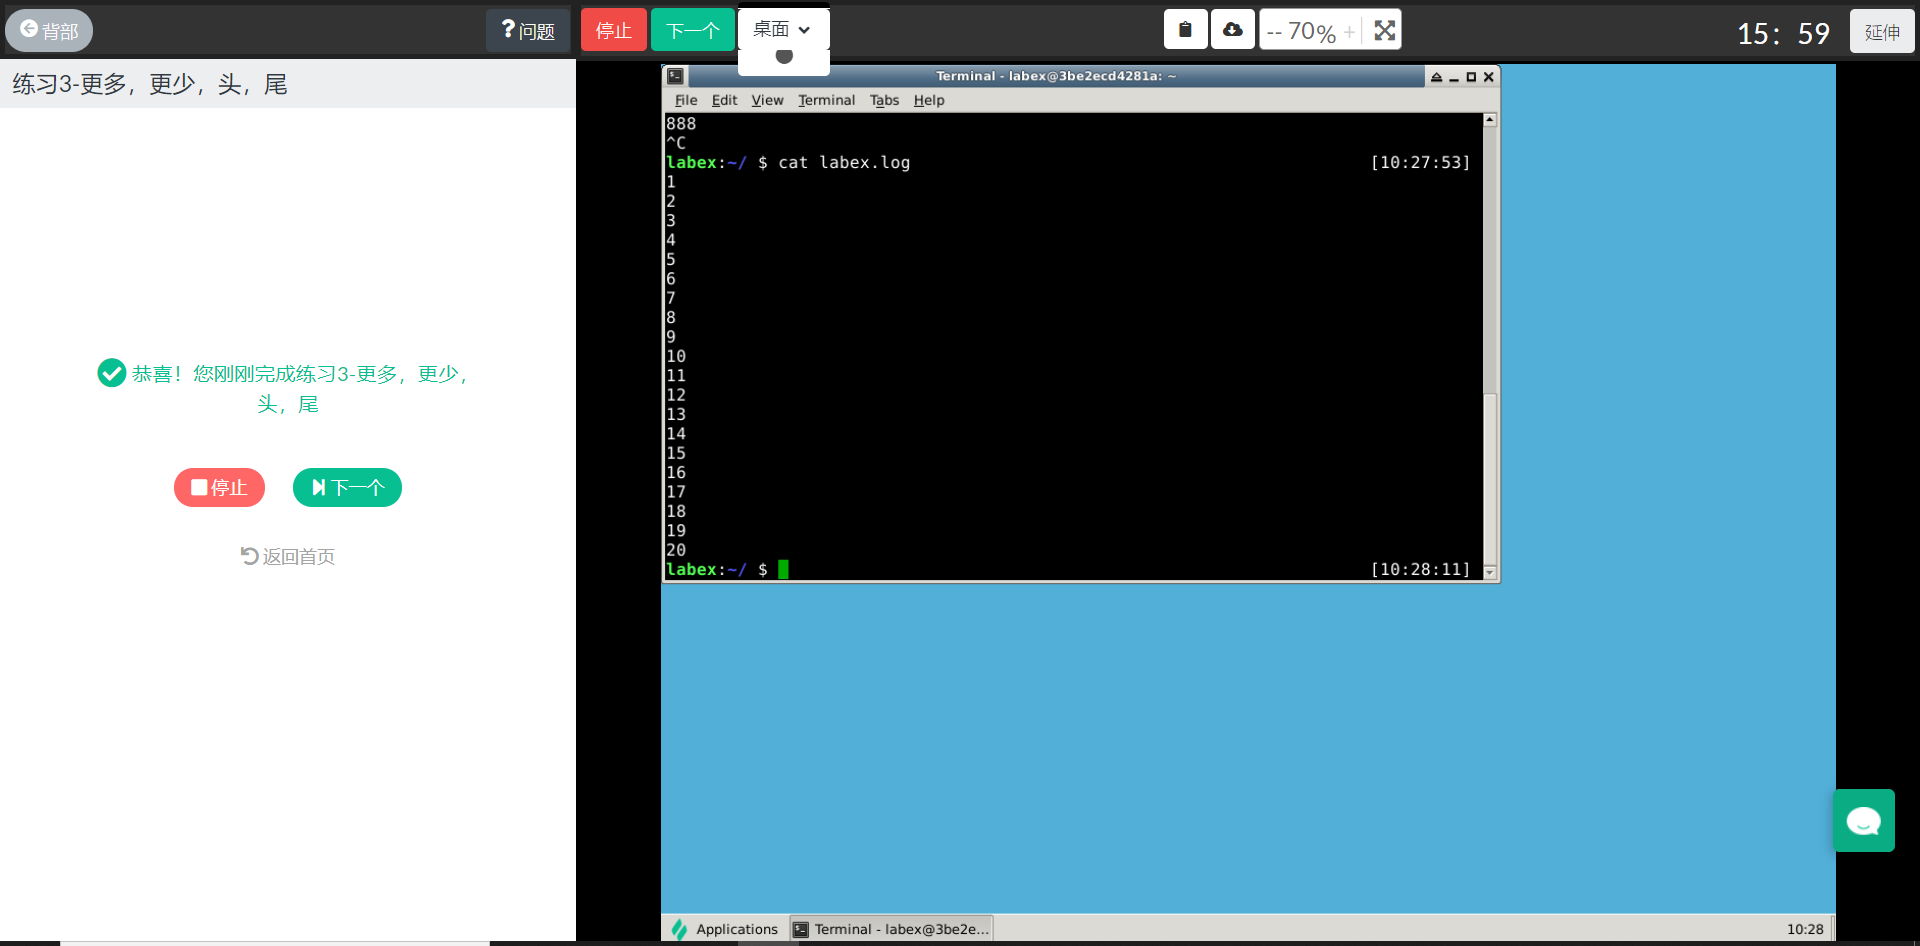 背部
问题
停止
下一个
桌面
-- 70% +
15: 59
延伸
练习3-更多，更少，头，尾
恭喜！您刚刚完成练习3-更多，更少，
头，尾
停止
下一个
返回首页
Terminal - labex@3be2ecd4281a: ~
File Edit View Terminal Tabs Help
888
^C
labex:~/ $ cat labex.log [10:27:53]
1
2
3
4
5
6
7
8
9
10
11
12
13
14
15
16
17
18
19
20
labex:~/ $ [10:28:11]
Applications
Terminal - labex@3be2e...
10:28